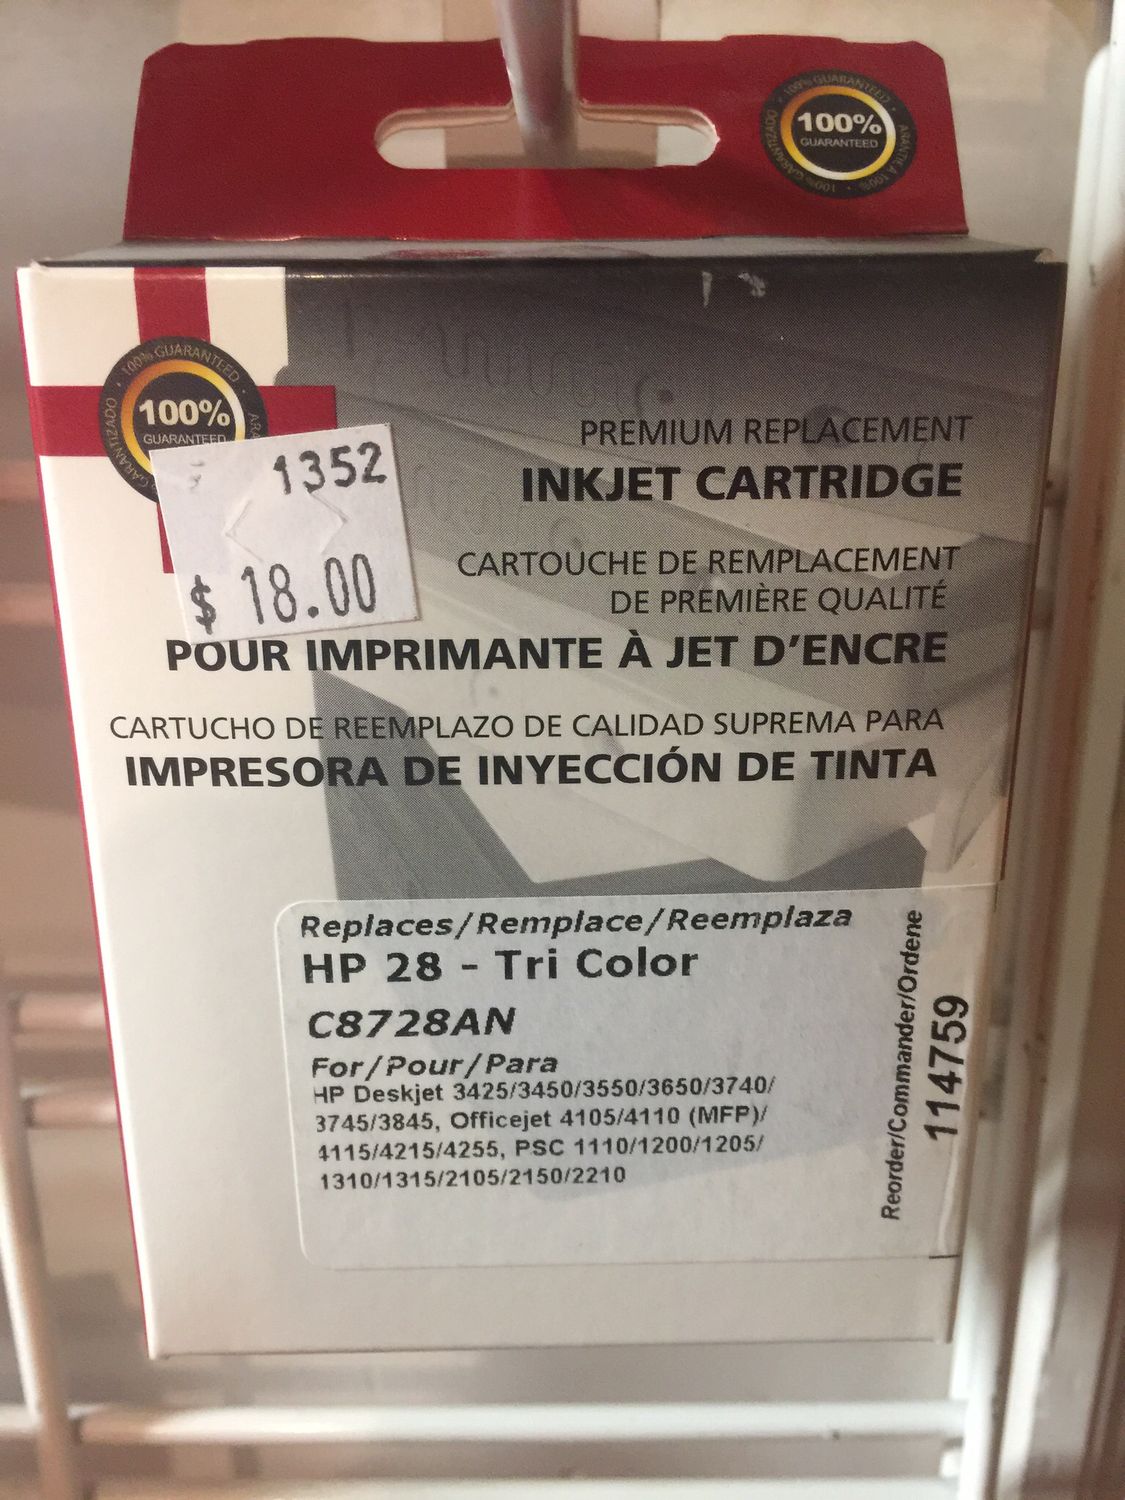 100% GUARANTEED
100%
GUARANTEED
100% GUARANTEED
100%
GUARANTEED
GARANTIZADO
1352
$ 18.00
PREMIUM REPLACEMENT
INKJET CARTRIDGE
CARTOUCHE DE REMPLACEMENT
DE PREMIÈRE QUALITÉ
POUR IMPRIMANTE À JET D'ENCRE
CARTUCHO DE REEMPLAZO DE CALIDAD SUPREMA PARA
IMPRESORA DE INYECCIÓN DE TINTA
Replaces/Remplace/Reemplaza
HP 28 - Tri Color
C8728AN
For/Pour/Para
HP Deskjet 3425/3450/3550/3650/3740/
3745/3845, Officejet 4105/4110 (MFP)/
4115/4215/4255, PSC 1110/1200/1205/
1310/1315/2105/2150/2210
Reorder/Commander/Ordene
114759